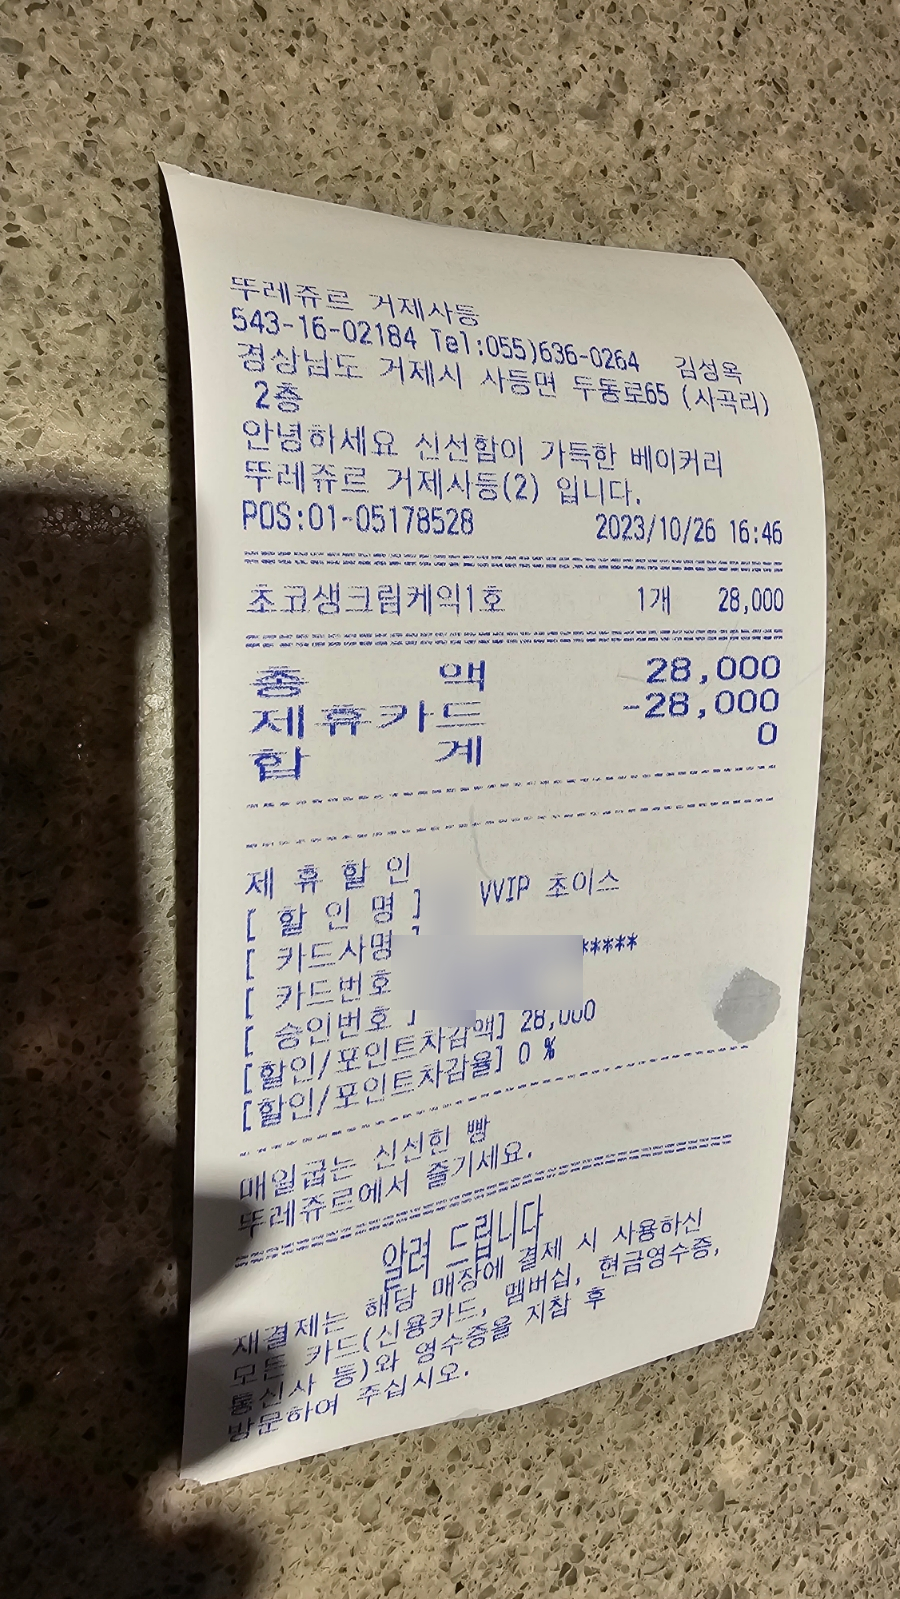 뚜레쥬르 거제사등
543-16-02184 Tel:055)636-0264 김성옥
경상남도 거제시 사등면 두동로65 (사곡리)
2층
안녕하세요 신선함이 가득한 베이커리
뚜레쥬르 거제사등(2) 입니다.
POS:01-05178528 2023/10/26 16:46
초코생크림케익1호 1개 28,000
총 액 28,000
제휴카드 -28,000
합 계 0
제 휴 할 인
[ 할 인 명 ] VVIP 초이스
[ 카드사명 ]
[ 카드번호 *****
[ 승인번호 ]
[할인/포인트차감액] 28,000
[할인/포인트차감율] 0 %
매일굽는 신선한 빵
뚜레쥬르에서 즐기세요.
알려 드립니다
재결제는 해당 매장에 결제 시 사용하신
모든 카드(신용카드, 멤버십, 현금영수증,
통신사 등)와 영수증을 지참 후
방문하여 주십시오.